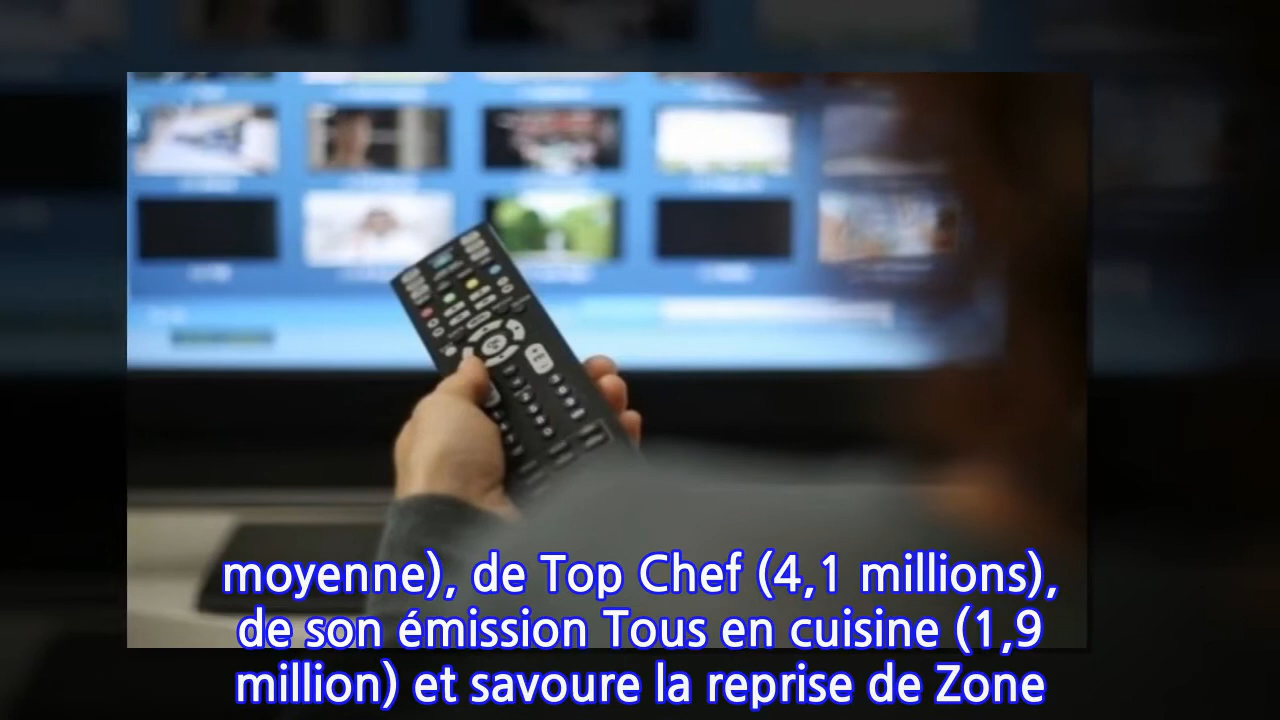 moyenne), de Top Chef (4,1 millions),
de son émission Tous en cuisine (1,9
million) et savoure la reprise de Zone